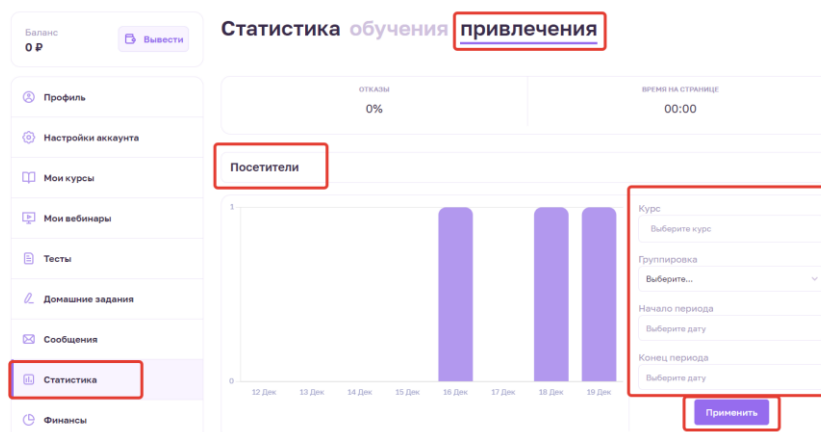 Баланс
0 ₽
Вывести
Статистика обучения привлечения
ОТКАЗЫ
0%
ВРЕМЯ НА СТРАНИЦЕ
00:00
Профиль
Настройки аккаунта
Мои курсы
Мои вебинары
Тесты
Домашние задания
Сообщения
Статистика
Финансы
Посетители
1
0
12 Дек 13 Дек 14 Дек 15 Дек 16 Дек 17 Дек 18 Дек 19 Дек
Курс
Выберите курс
Группировка
Выберите...
Начало периода
Выберите дату
Конец периода
Выберите дату
Применить